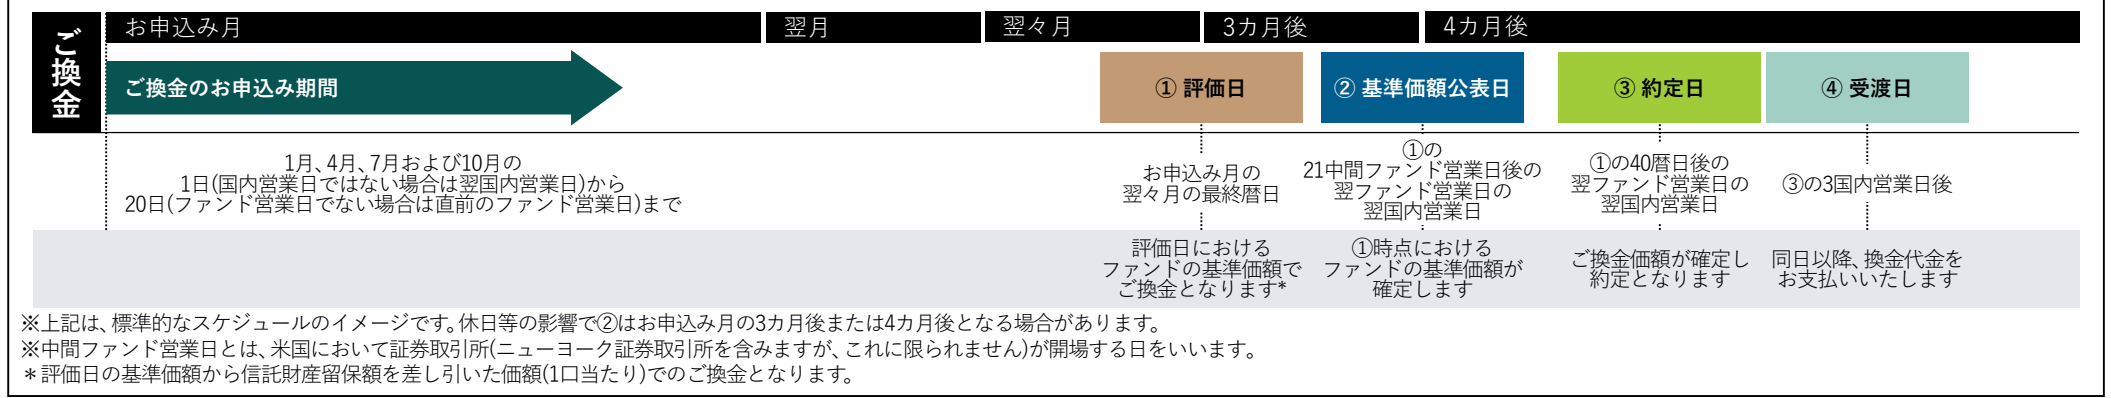 ご換金
お申込み月
翌月
翌々月
3カ月後
4カ月後
ご換金のお申込み期間
① 評価日
② 基準価額公表日
③ 約定日
④ 受渡日
1月、4月、7月および10月の
1日(国内営業日ではない場合は翌国内営業日)から
20日(ファンド営業日でない場合は直前のファンド営業日)まで
お申込み月の
翌々月の最終暦日
①の
21中間ファンド営業日後の
翌ファンド営業日の
翌国内営業日
①の40暦日後の
翌ファンド営業日の
翌国内営業日
③の3国内営業日後
評価日における
ファンドの基準価額で
ご換金となります*
①時点における
ファンドの基準価額が
確定します
ご換金価額が確定し
約定となります
同日以降、換金代金を
お支払いいたします
※上記は、標準的なスケジュールのイメージです。休日等の影響で②はお申込み月の3カ月後または4カ月後となる場合があります。
※中間ファンド営業日とは、米国において証券取引所(ニューヨーク証券取引所を含みますが、これに限られません)が開場する日をいいます。
＊評価日の基準価額から信託財産留保額を差し引いた価額(1口当たり)でのご換金となります。